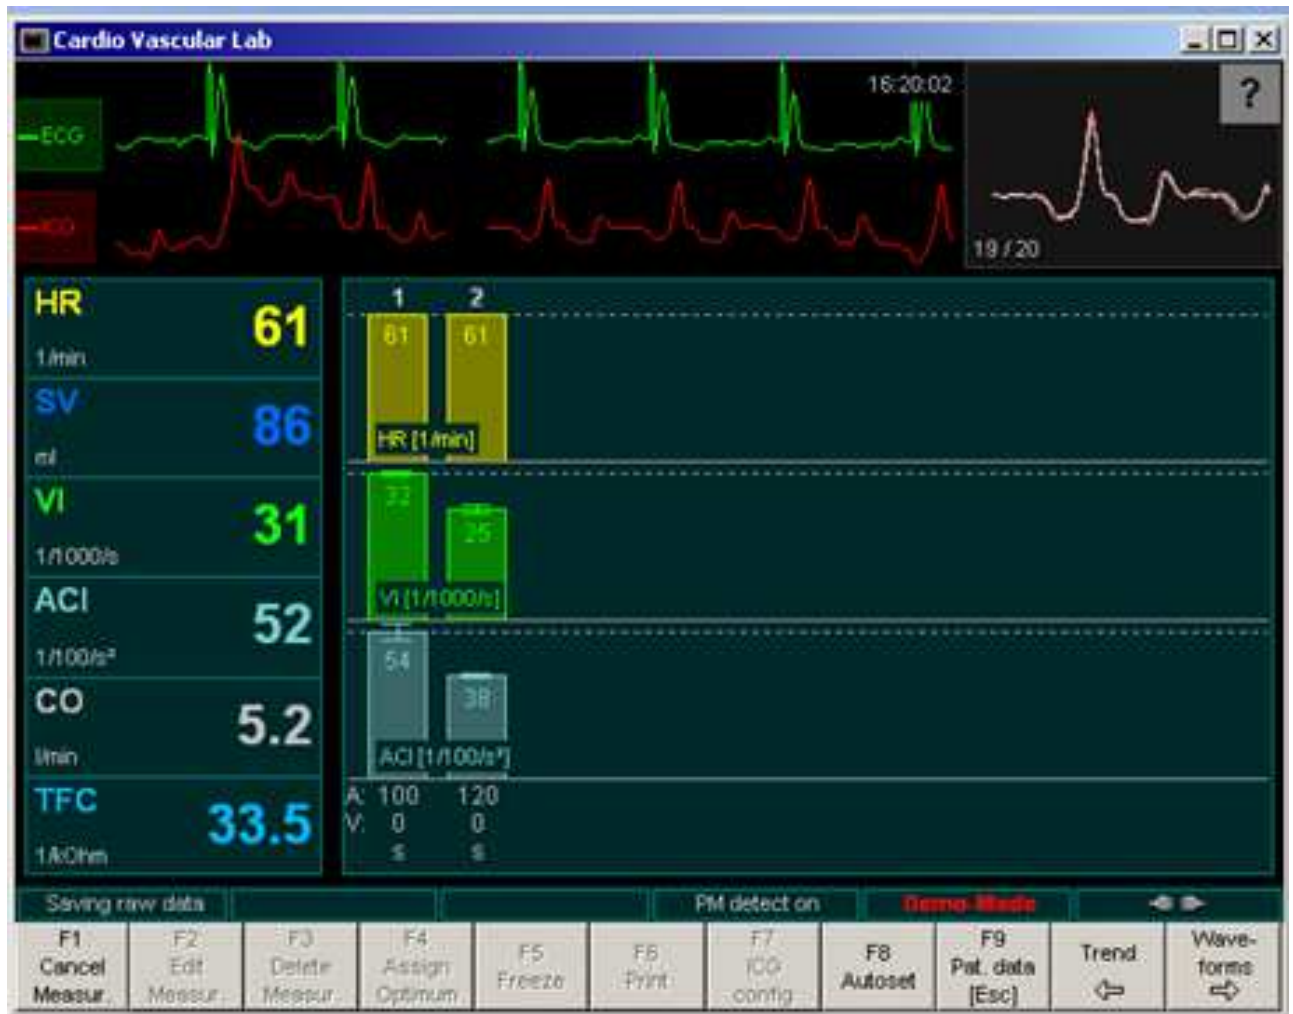 Cardio Vascular Lab
16:20:02
?
ECG
ICG
19 / 20
HR
61
1/min
SV
86
ml
VI
31
1/1000/s
ACI
52
1/100/s²
CO
5.2
l/min
TFC
33.5
1/kOhm
1 2
61 61
HR [1/min]
33
25
VI [1/1000/s]
54
38
ACI [1/100/s²]
A: 100 120
V: 0 0
s s
Saving raw data
PM detect on
Demo-Mode
F1 Cancel Measur.
F2 Edit Measur.
F3 Delete Measur.
F4 Assign Optimum
F5 Freeze
F6 Print
F7 ICG config
F8 Autoset
F9 Pat. data [Esc]
Trend
Wave-forms